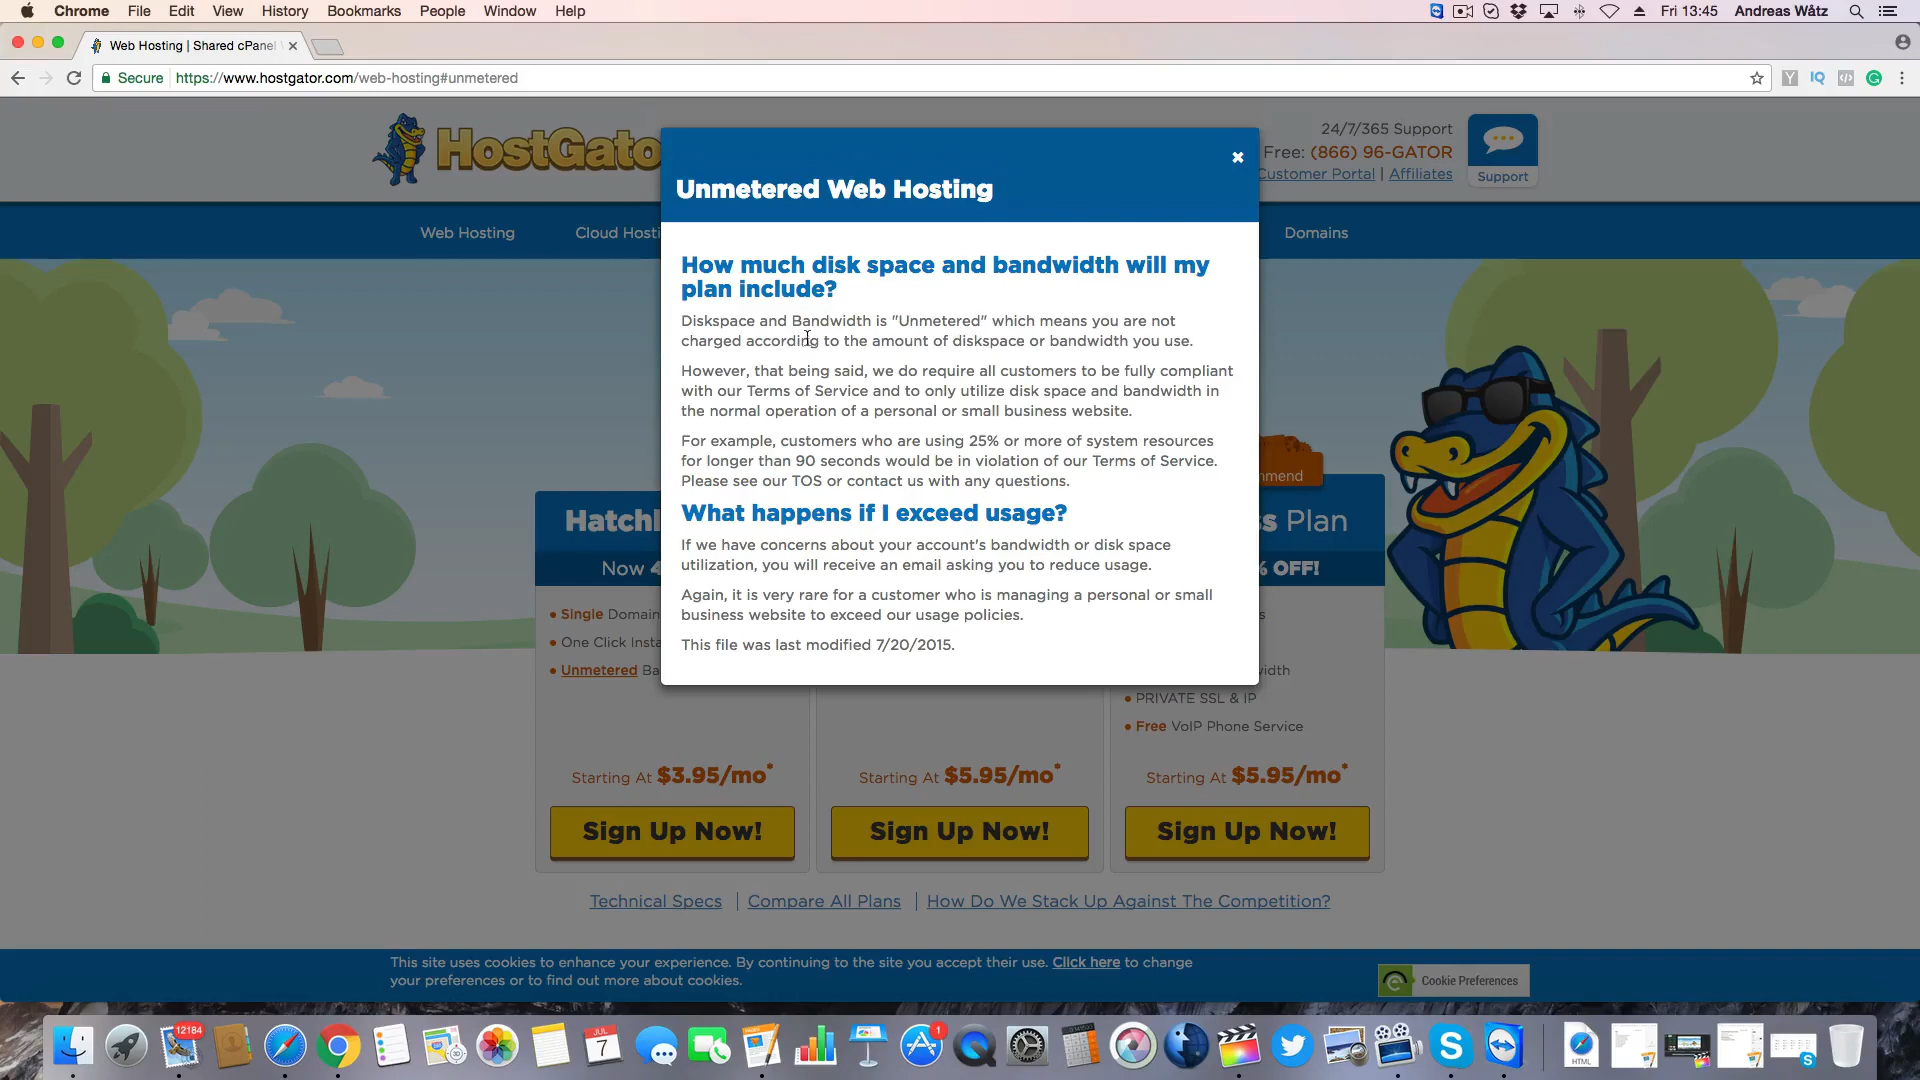 Chrome File Edit View History Bookmarks People Window Help Fri 13:45 Andreas Wåtz
Web Hosting | Shared cPanel
Secure https://www.hostgator.com/web-hosting#unmetered
HostGato
24/7/365 Support
Free: (866) 96-GATOR
Customer Portal | Affiliates
Support
Unmetered Web Hosting
Web Hosting Cloud Hosti Domains
How much disk space and bandwidth will my
plan include?
Diskspace and Bandwidth is "Unmetered" which means you are not
charged according to the amount of diskspace or bandwidth you use.
However, that being said, we do require all customers to be fully compliant
with our Terms of Service and to only utilize disk space and bandwidth in
the normal operation of a personal or small business website.
For example, customers who are using 25% or more of system resources
for longer than 90 seconds would be in violation of our Terms of Service.
Please see our TOS or contact us with any questions.
What happens if I exceed usage?
If we have concerns about your account's bandwidth or disk space
utilization, you will receive an email asking you to reduce usage.
Again, it is very rare for a customer who is managing a personal or small
business website to exceed our usage policies.
This file was last modified 7/20/2015.
mmend
Hatchl
Now 4
Single Domain
One Click Insta
Unmetered Ba
Starting At $3.95/mo*
Sign Up Now!
Starting At $5.95/mo*
Sign Up Now!
s Plan
% OFF!
s
width
PRIVATE SSL & IP
Free VoIP Phone Service
Starting At $5.95/mo*
Sign Up Now!
Technical Specs | Compare All Plans | How Do We Stack Up Against The Competition?
This site uses cookies to enhance your experience. By continuing to the site you accept their use. Click here to change
your preferences or to find out more about cookies.
Cookie Preferences
12184
JUL
7
1
HTML